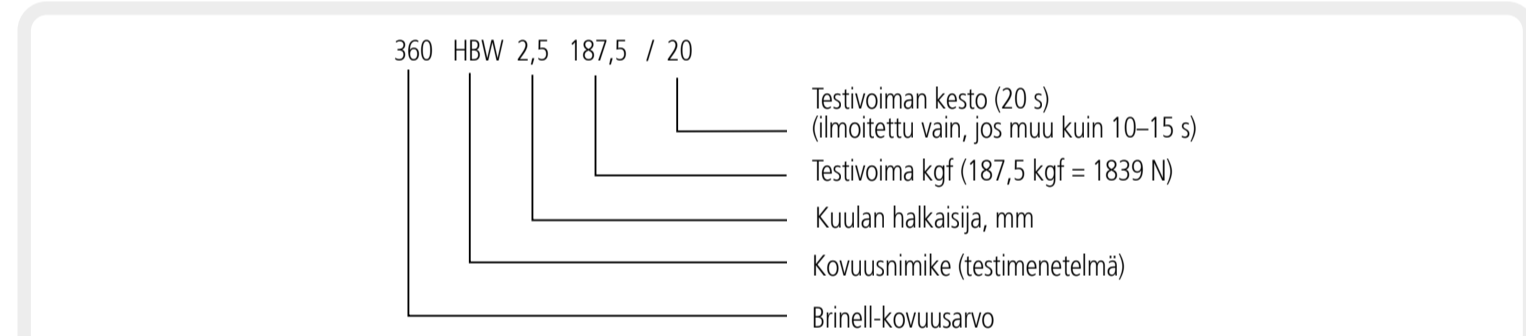 360 HBW 2,5 187,5 / 20
Testivoiman kesto (20 s)
(ilmoitettu vain, jos muu kuin 10–15 s)
Testivoima kgf (187,5 kgf = 1839 N)
Kuulan halkaisija, mm
Kovuusnimike (testimenetelmä)
Brinell-kovuusarvo